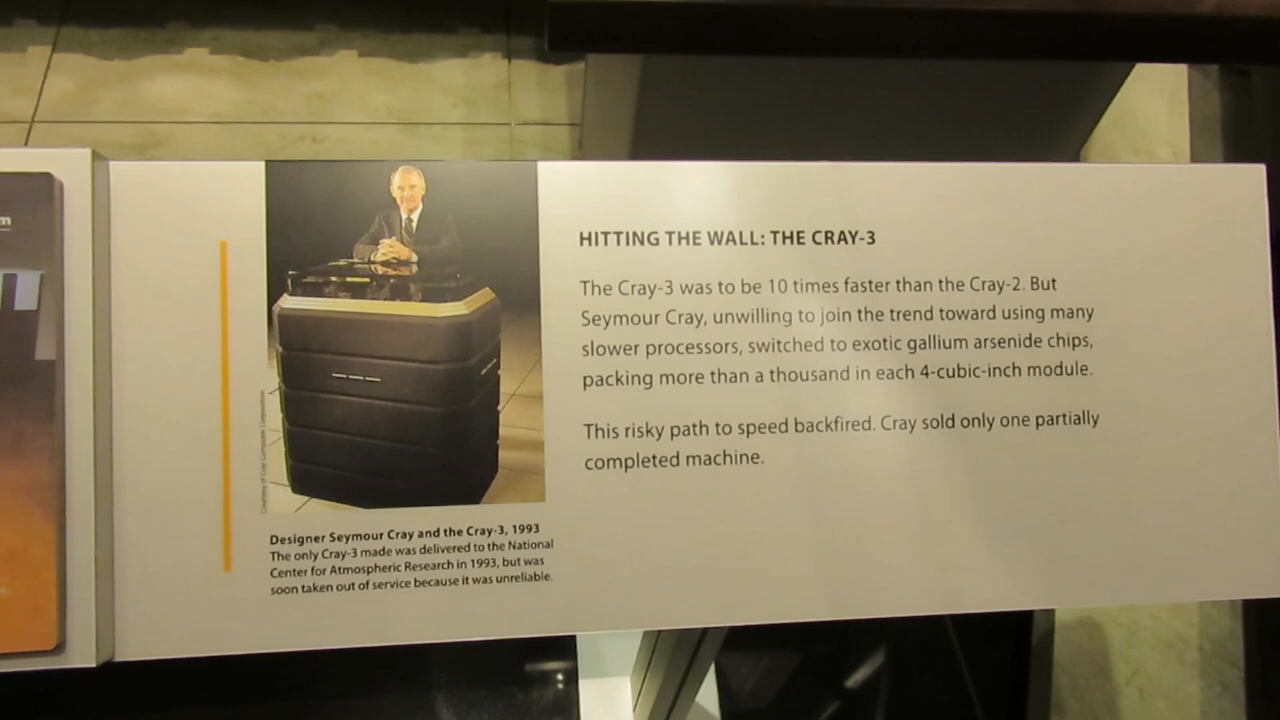 HITTING THE WALL: THE CRAY-3
The Cray-3 was to be 10 times faster than the Cray-2. But
Seymour Cray, unwilling to join the trend toward using many
slower processors, switched to exotic gallium arsenide chips,
packing more than a thousand in each 4-cubic-inch module.
This risky path to speed backfired. Cray sold only one partially
completed machine.
Courtesy of Cray Computer Corporation
Designer Seymour Cray and the Cray-3, 1993
The only Cray-3 made was delivered to the National
Center for Atmospheric Research in 1993, but was
soon taken out of service because it was unreliable.